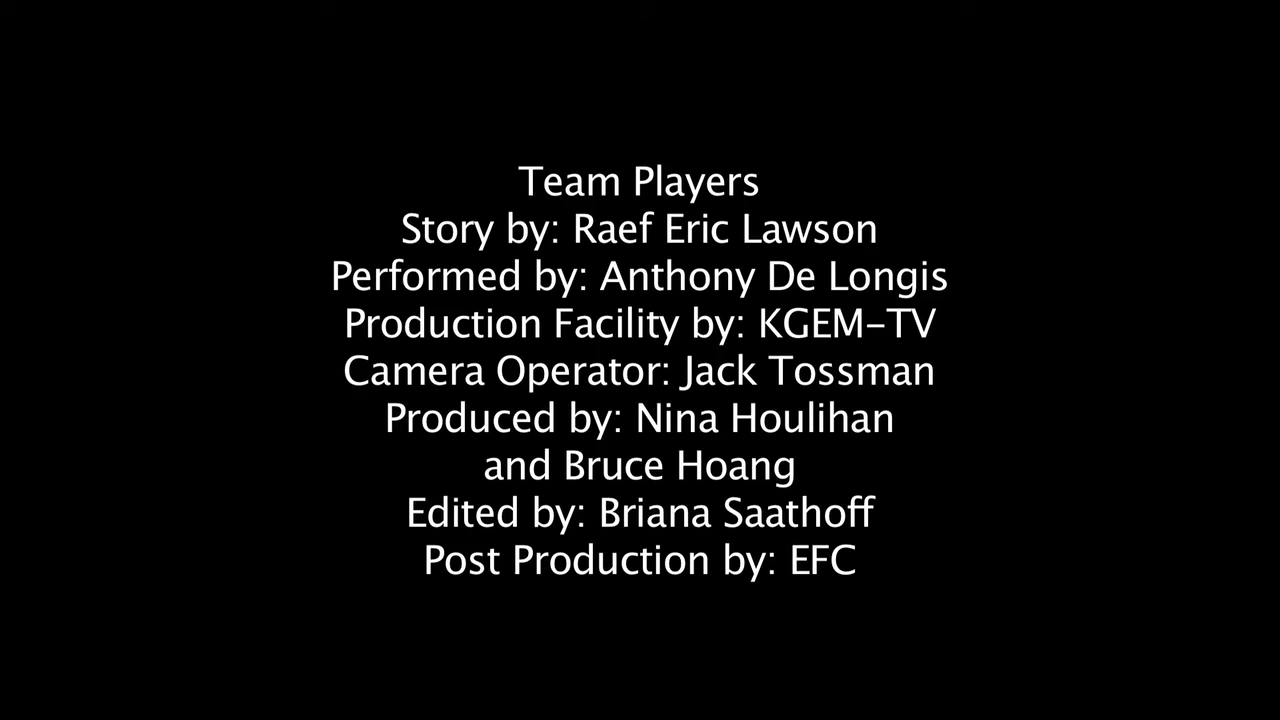 Team Players
Story by: Raef Eric Lawson
Performed by: Anthony De Longis
Production Facility by: KGEM-TV
Camera Operator: Jack Tossman
Produced by: Nina Houlihan
and Bruce Hoang
Edited by: Briana Saathoff
Post Production by: EFC